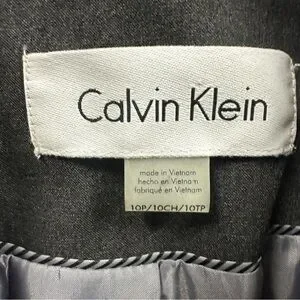 Calvin Klein
made in Vietnam
hecho en Vietnam
fabriqué en Vietnam
10P/10CH/10TP